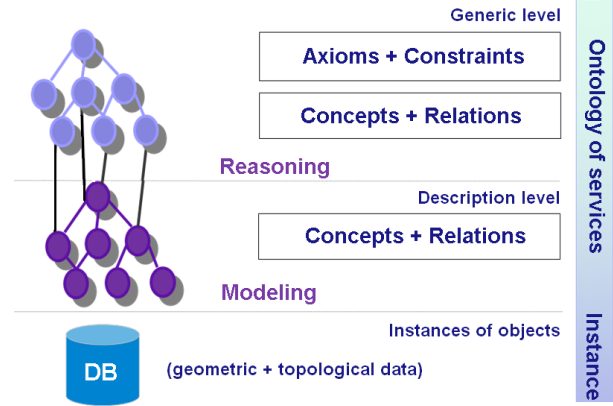 Generic level
Axioms + Constraints
Concepts + Relations
Reasoning
Description level
Concepts + Relations
Modeling
Instances of objects
DB
(geometric + topological data)
Ontology of services
Instance